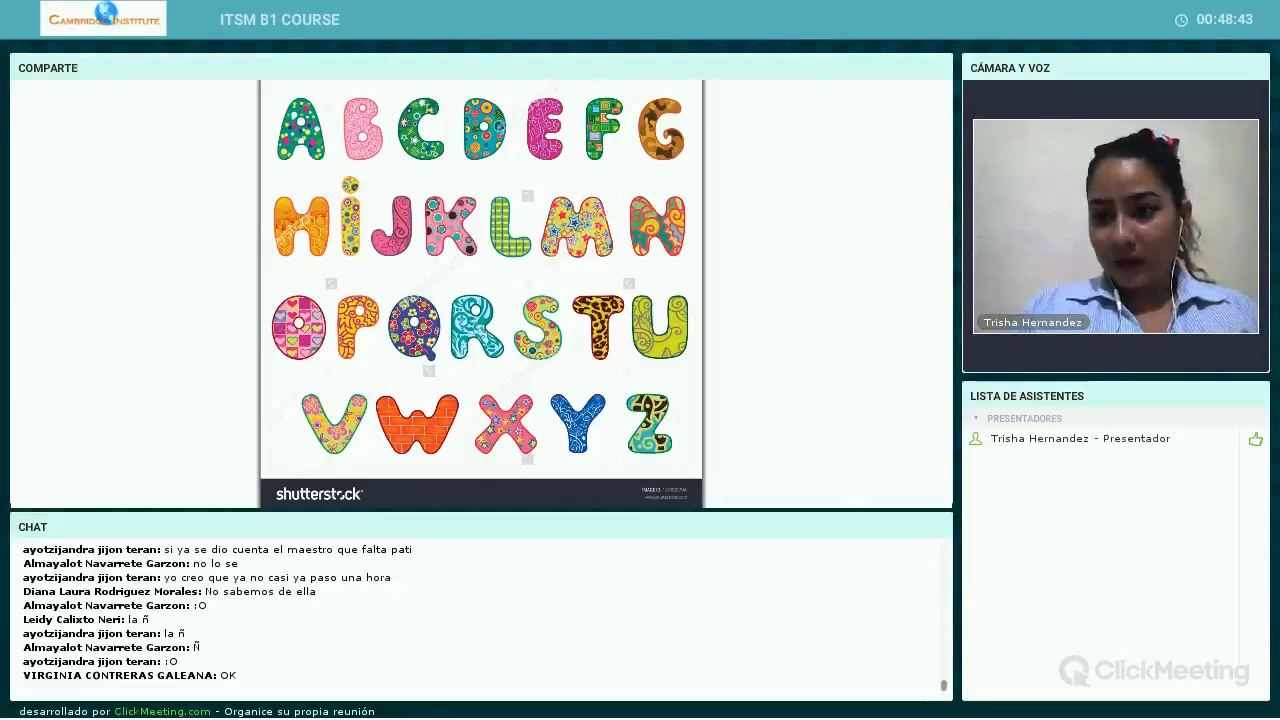 CAMBRIDGE INSTITUTE
ITSM B1 COURSE
00:48:43
COMPARTE
A B C D E F G
H i J K L M N
O P Q R S T U
V W X Y Z
shutterstock
CÁMARA Y VOZ
Trisha Hernandez
LISTA DE ASISTENTES
PRESENTADORES
Trisha Hernandez - Presentador
ClickMeeting
CHAT
ayotzijandra jijon teran: si ya se dio cuenta el maestro que falta pati
Almayalot Navarrete Garzon: no lo se
ayotzijandra jijon teran: yo creo que ya no casi ya paso una hora
Diana Laura Rodriguez Morales: No sabemos de ella
Almayalot Navarrete Garzon: :O
Leidy Calixto Neri: la ñ
ayotzijandra jijon teran: la ñ
Almayalot Navarrete Garzon: Ñ
ayotzijandra jijon teran: :O
VIRGINIA CONTRERAS GALEANA: OK
desarrollado por ClickMeeting.com - Organice su propia reunión